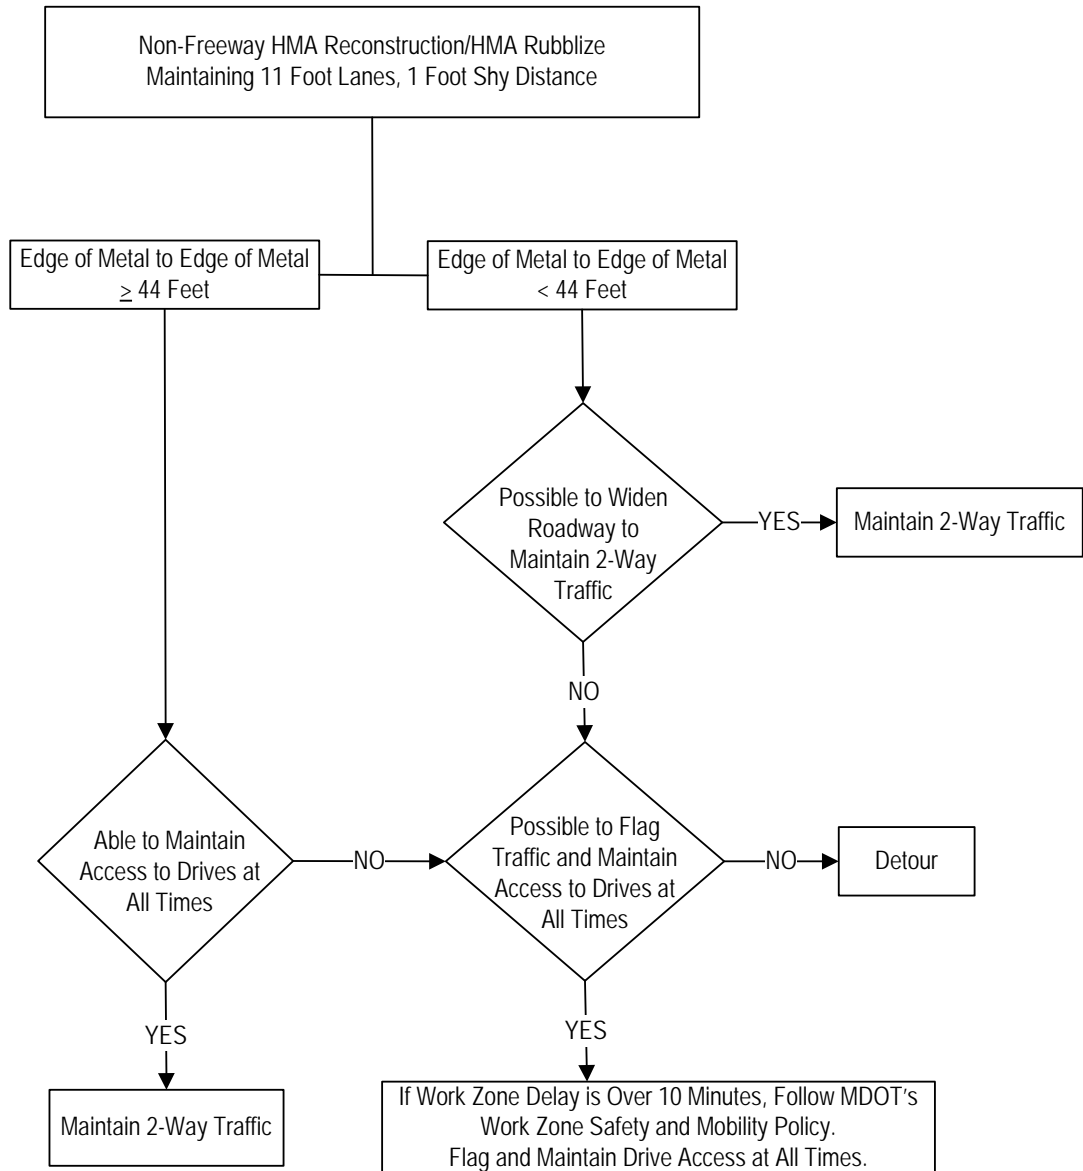 Non-Freeway HMA Reconstruction/HMA Rubblize
Maintaining 11 Foot Lanes, 1 Foot Shy Distance
Edge of Metal to Edge of Metal
≥ 44 Feet
Edge of Metal to Edge of Metal
< 44 Feet
Possible to Widen
Roadway to
Maintain 2-Way
Traffic
YES
Maintain 2-Way Traffic
NO
Able to Maintain
Access to Drives at
All Times
NO
Possible to Flag
Traffic and Maintain
Access to Drives at
All Times
NO
Detour
YES
Maintain 2-Way Traffic
YES
If Work Zone Delay is Over 10 Minutes, Follow MDOT's
Work Zone Safety and Mobility Policy.
Flag and Maintain Drive Access at All Times.